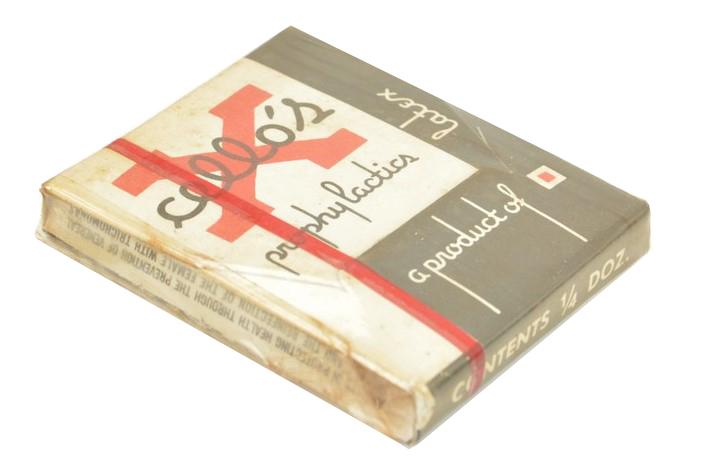 K
cello's
prophylactics
latex
a product of
CONTENTS 1/4 DOZ.
PROTECTING HEALTH THROUGH THE PREVENTION OF VENEREAL
AND THE REINFECTION OF THE FEMALE WITH TRICHOMONAS